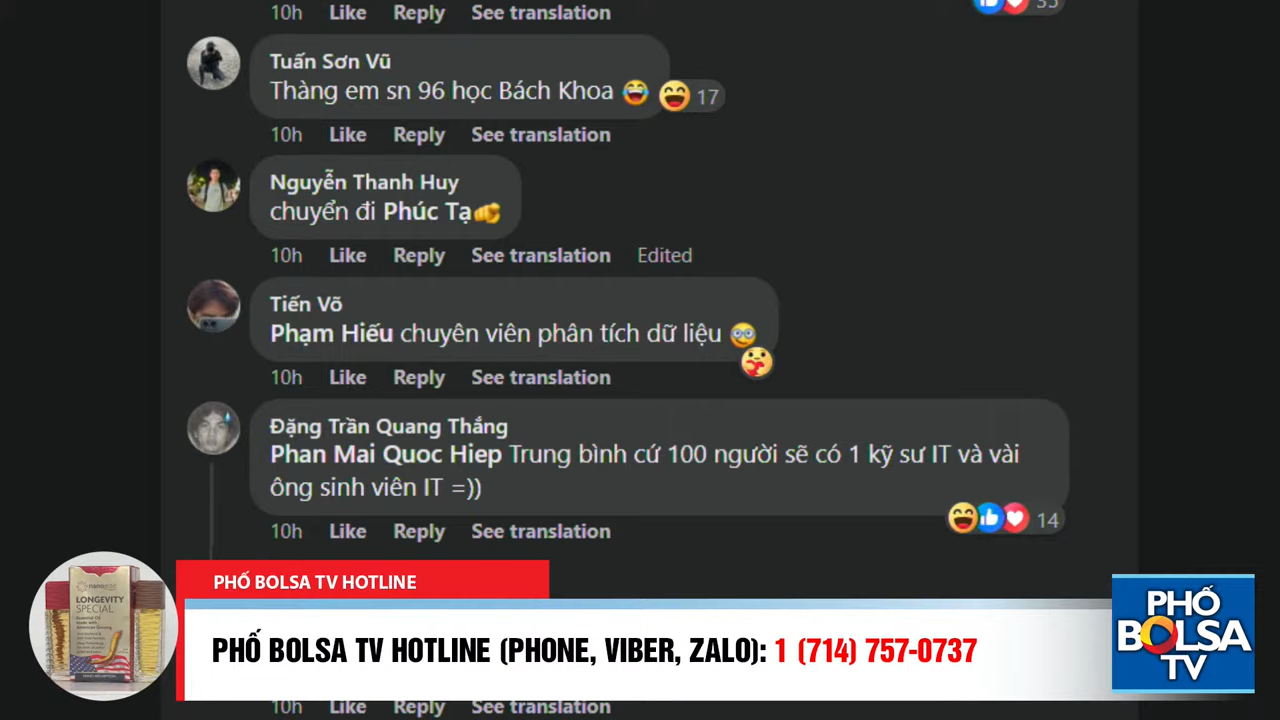 10h Like Reply See translation
35
Tuấn Sơn Vũ
Thàng em sn 96 học Bách Khoa 😂
17
10h Like Reply See translation
Nguyễn Thanh Huy
chuyển đi Phúc Tạ🫵
10h Like Reply See translation Edited
Tiến Võ
Phạm Hiếu chuyên viên phân tích dữ liệu 🥸
10h Like Reply See translation
Đặng Trần Quang Thắng
Phan Mai Quoc Hiep Trung bình cứ 100 người sẽ có 1 kỹ sư IT và vài
ông sinh viên IT =))
14
10h Like Reply See translation
LONGEVITY
SPECIAL
PHỐ BOLSA TV HOTLINE
PHỐ BOLSA TV HOTLINE (PHONE, VIBER, ZALO): 1 (714) 757-0737
PHỐ
BOLSA
TV
10h Like Reply See translation